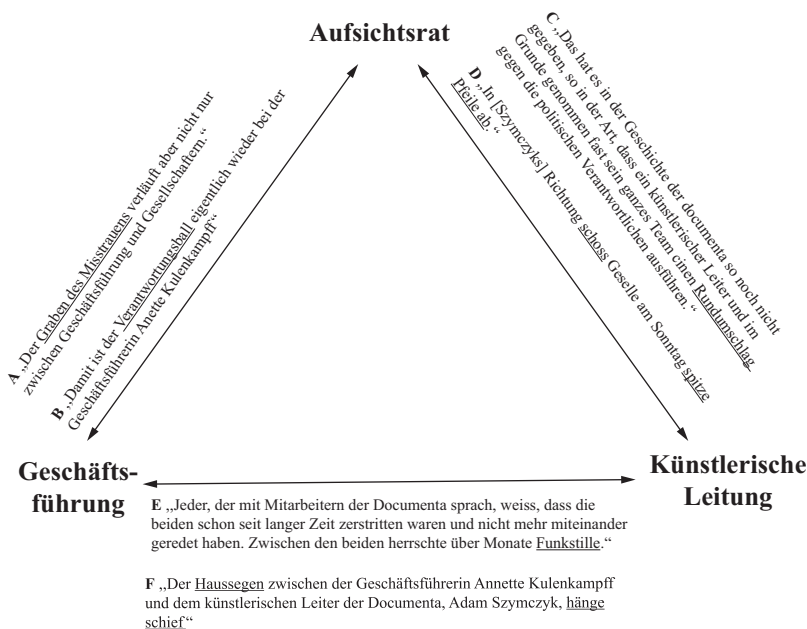 Aufsichtsrat
A „Der Graben des Misstrauens verläuft aber nicht nur
zwischen Geschäftsführung und Gesellschaftern.“
B „Damit ist der Verantwortungsball eigentlich wieder bei der
Geschäftsführerin Anette Kulenkampff“
C „Das hat es in der Geschichte der documenta so noch nicht
gegeben, so in der Art, dass ein künstlerischer Leiter und im
Grunde genommen fast sein ganzes Team cinen Rundumschlag
gegen die politischen Verantwortlichen ausführen.“
D „In [Szymczyks] Richtung schoss Geselle am Sonntag spitze
Pfeile ab.“
Geschäfts-
führung
Künstlerische
Leitung
E „Jeder, der mit Mitarbeitern der Documenta sprach, weiss, dass die
beiden schon seit langer Zeit zerstritten waren und nicht mehr miteinander
geredet haben. Zwischen den beiden herrschte über Monate Funkstille.“
F „Der Haussegen zwischen der Geschäftsführerin Annette Kulenkampff
und dem künstlerischen Leiter der Documenta, Adam Szymczyk, hänge
schief“